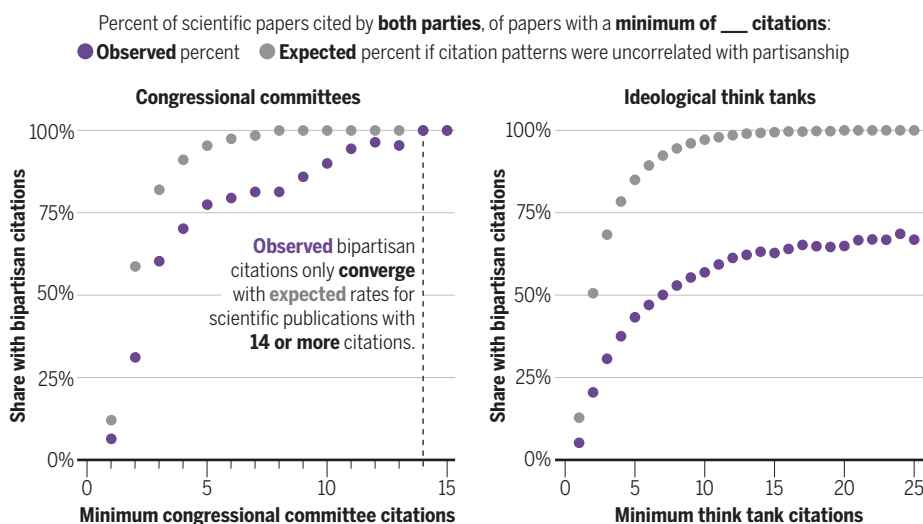 Percent of scientific papers cited by both parties, of papers with a minimum of ___ citations:
Observed percent Expected percent if citation patterns were uncorrelated with partisanship
Congressional committees
Share with bipartisan citations
100%
75%
50%
25%
0%
Observed bipartisan
citations only converge
with expected rates for
scientific publications with
14 or more citations.
0 5 10 15
Minimum congressional committee citations
Ideological think tanks
Share with bipartisan citations
100%
75%
50%
25%
0%
0 5 10 15 20 25
Minimum think tank citations